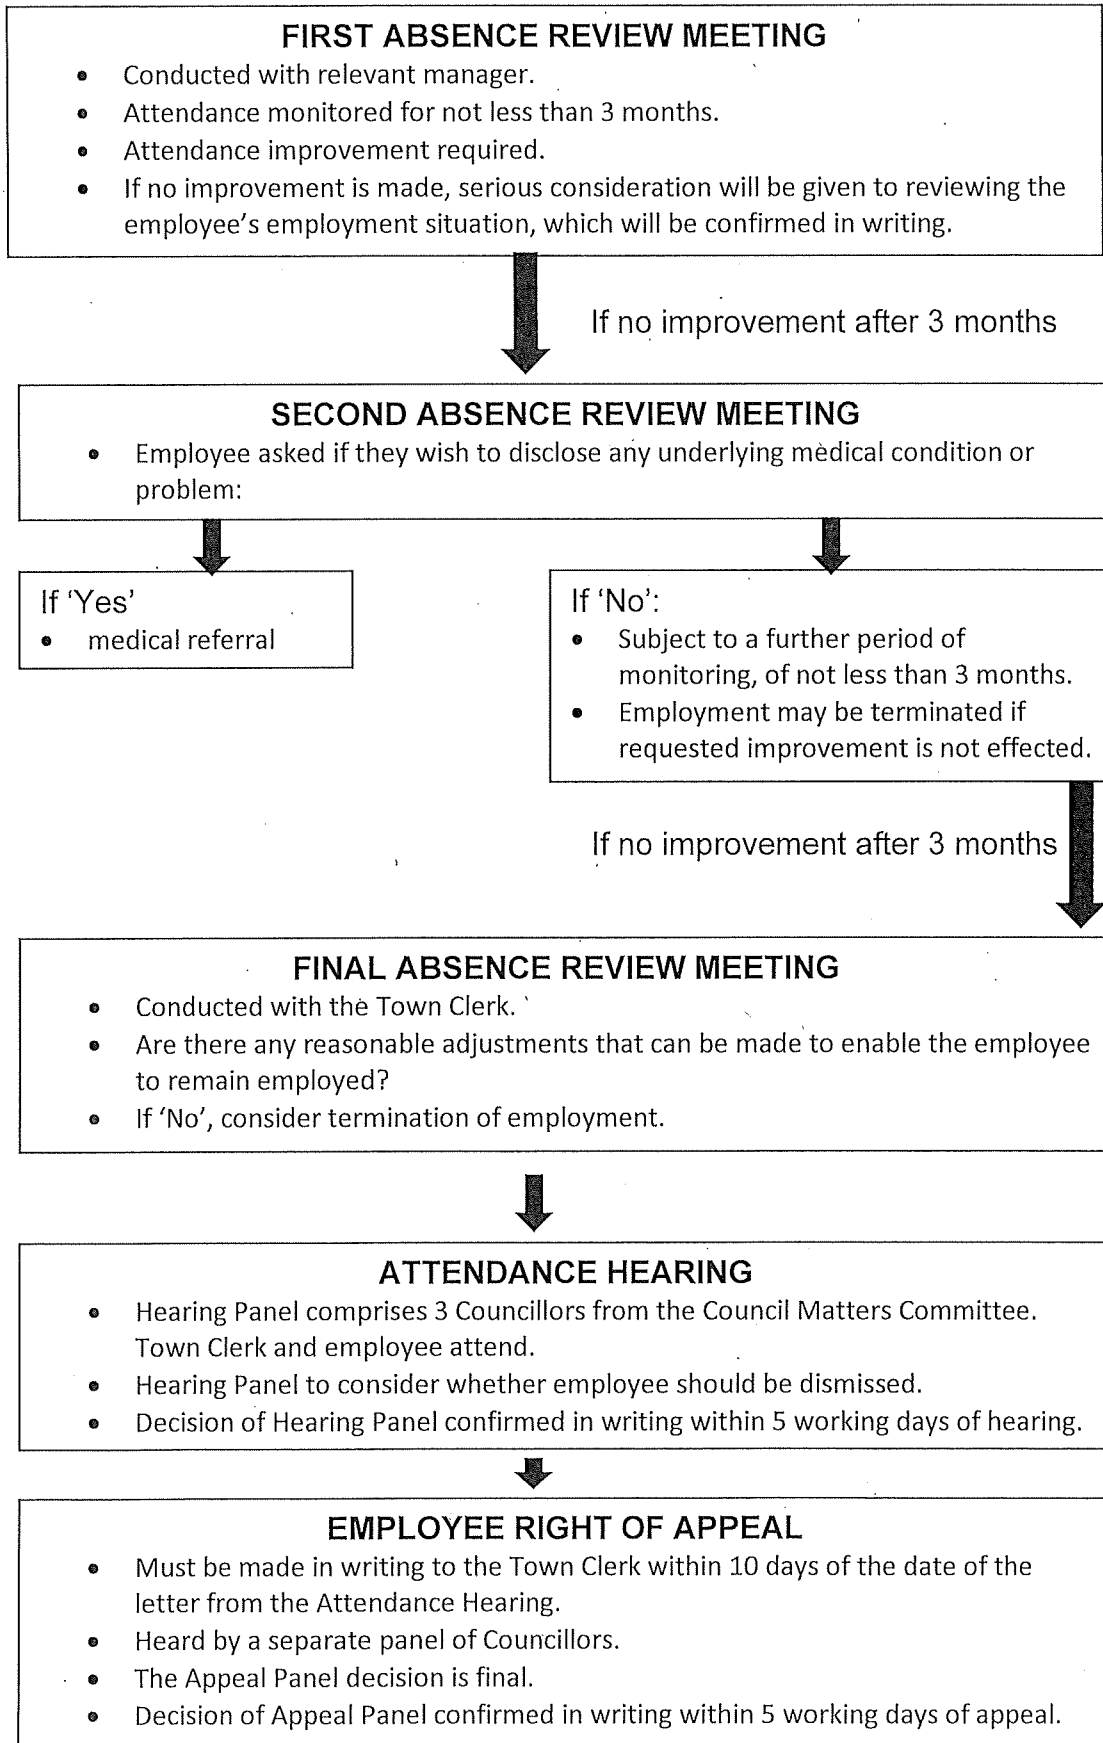 FIRST ABSENCE REVIEW MEETING
• Conducted with relevant manager.
• Attendance monitored for not less than 3 months.
• Attendance improvement required.
• If no improvement is made, serious consideration will be given to reviewing the
employee's employment situation, which will be confirmed in writing.
If no improvement after 3 months
SECOND ABSENCE REVIEW MEETING
• Employee asked if they wish to disclose any underlying medical condition or
problem:
If 'Yes'
• medical referral
If 'No':
• Subject to a further period of
monitoring, of not less than 3 months.
• Employment may be terminated if
requested improvement is not effected.
If no improvement after 3 months
FINAL ABSENCE REVIEW MEETING
• Conducted with the Town Clerk.
• Are there any reasonable adjustments that can be made to enable the employee
to remain employed?
• If 'No', consider termination of employment.
ATTENDANCE HEARING
• Hearing Panel comprises 3 Councillors from the Council Matters Committee.
Town Clerk and employee attend.
• Hearing Panel to consider whether employee should be dismissed.
• Decision of Hearing Panel confirmed in writing within 5 working days of hearing.
EMPLOYEE RIGHT OF APPEAL
• Must be made in writing to the Town Clerk within 10 days of the date of the
letter from the Attendance Hearing.
• Heard by a separate panel of Councillors.
• The Appeal Panel decision is final.
• Decision of Appeal Panel confirmed in writing within 5 working days of appeal.